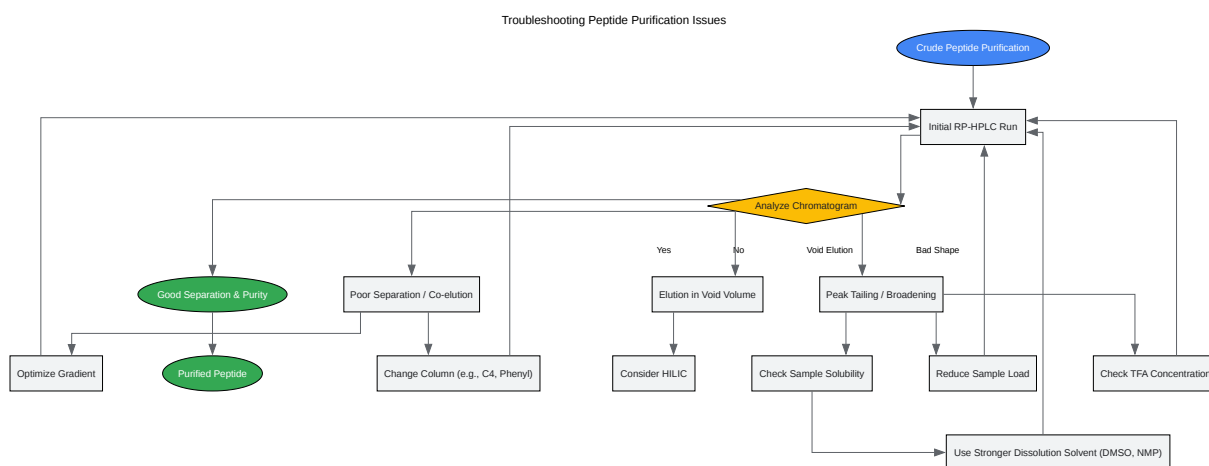 Troubleshooting Peptide Purification Issues
Crude Peptide Purification
Initial RP-HPLC Run
Analyze Chromatogram
Yes
No
Void Elution
Bad Shape
Good Separation & Purity
Poor Separation / Co-elution
Elution in Void Volume
Peak Tailing / Broadening
Optimize Gradient
Purified Peptide
Change Column (e.g., C4, Phenyl)
Consider HILIC
Check Sample Solubility
Reduce Sample Load
Check TFA Concentration
Use Stronger Dissolution Solvent (DMSO, NMP)